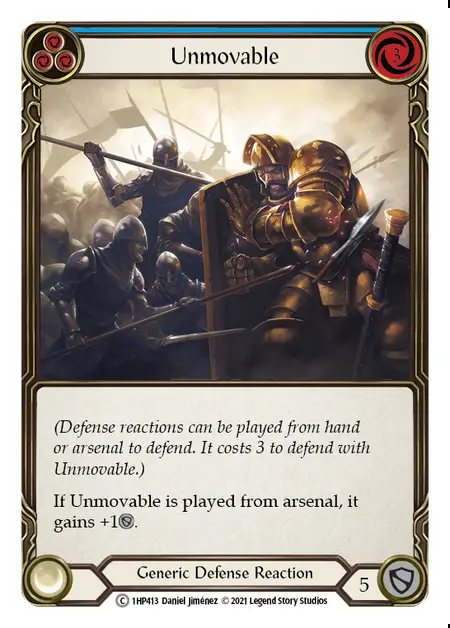 Unmovable
3
(Defense reactions can be played from hand
or arsenal to defend. It costs 3 to defend with
Unmovable.)
If Unmovable is played from arsenal, it
gains +1.
Generic Defense Reaction
5
C 1HP413 Daniel Jiménez © 2021 Legend Story Studios